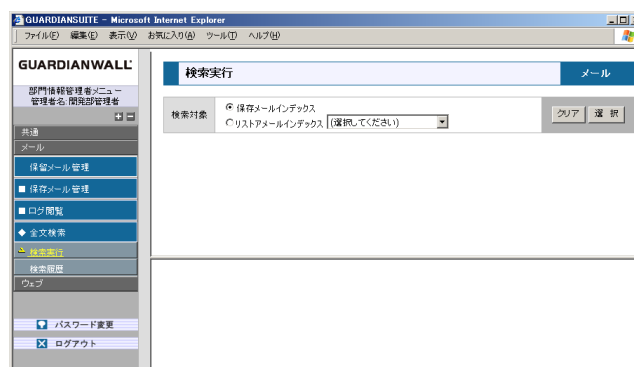 GUARDIANSUITE - Microsoft Internet Explorer
ファイル(F) 編集(E) 表示(V) お気に入り(A) ツール(T) ヘルプ(H)
GUARDIANWALL
部門情報管理者メニュー
管理者名:開発部管理者
共通
メール
保留メール管理
保存メール管理
ログ閲覧
全文検索
検索実行
検索履歴
ウェブ
パスワード変更
ログアウト
検索実行
メール
検索対象
保存メールインデックス
リストアメールインデックス (選択してください)
クリア 選 択